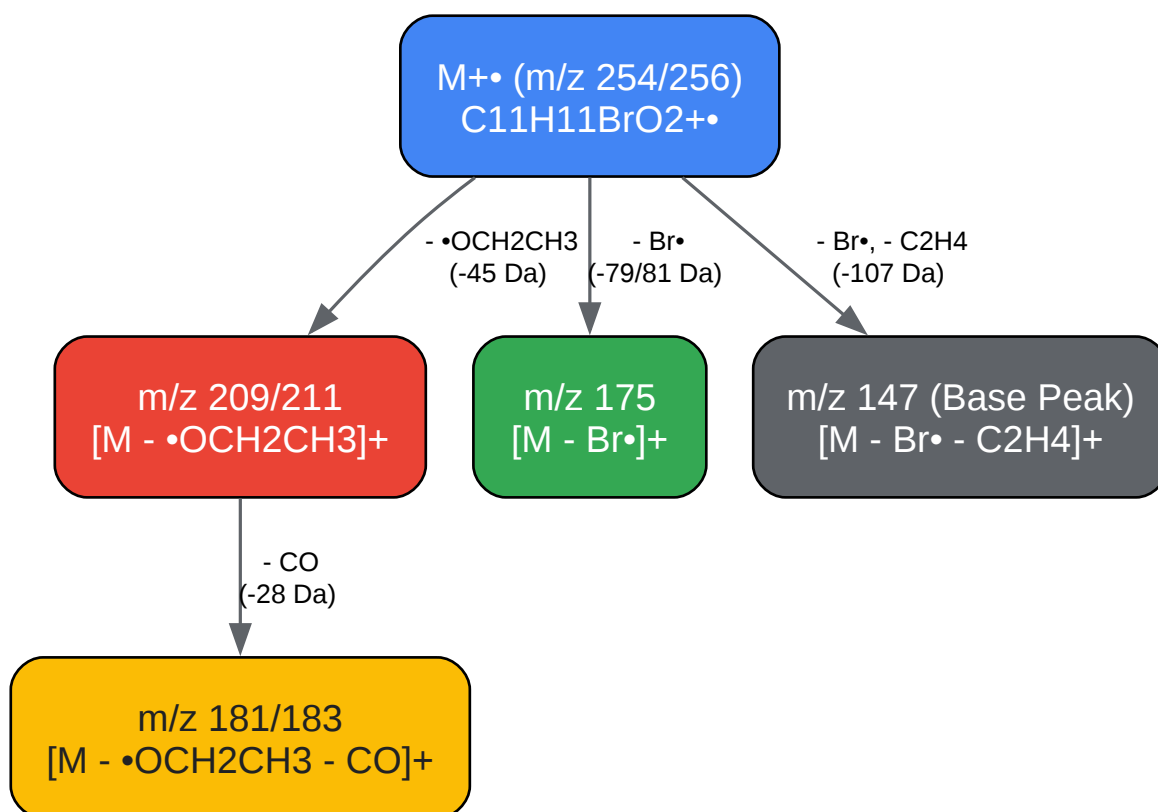 M+• (m/z 254/256)
C11H11BrO2+•
- •OCH2CH3
(-45 Da)
- Br•
(-79/81 Da)
- Br•, - C2H4
(-107 Da)
m/z 209/211
[M - •OCH2CH3]+
m/z 175
[M - Br•]+
m/z 147 (Base Peak)
[M - Br• - C2H4]+
- CO
(-28 Da)
m/z 181/183
[M - •OCH2CH3 - CO]+